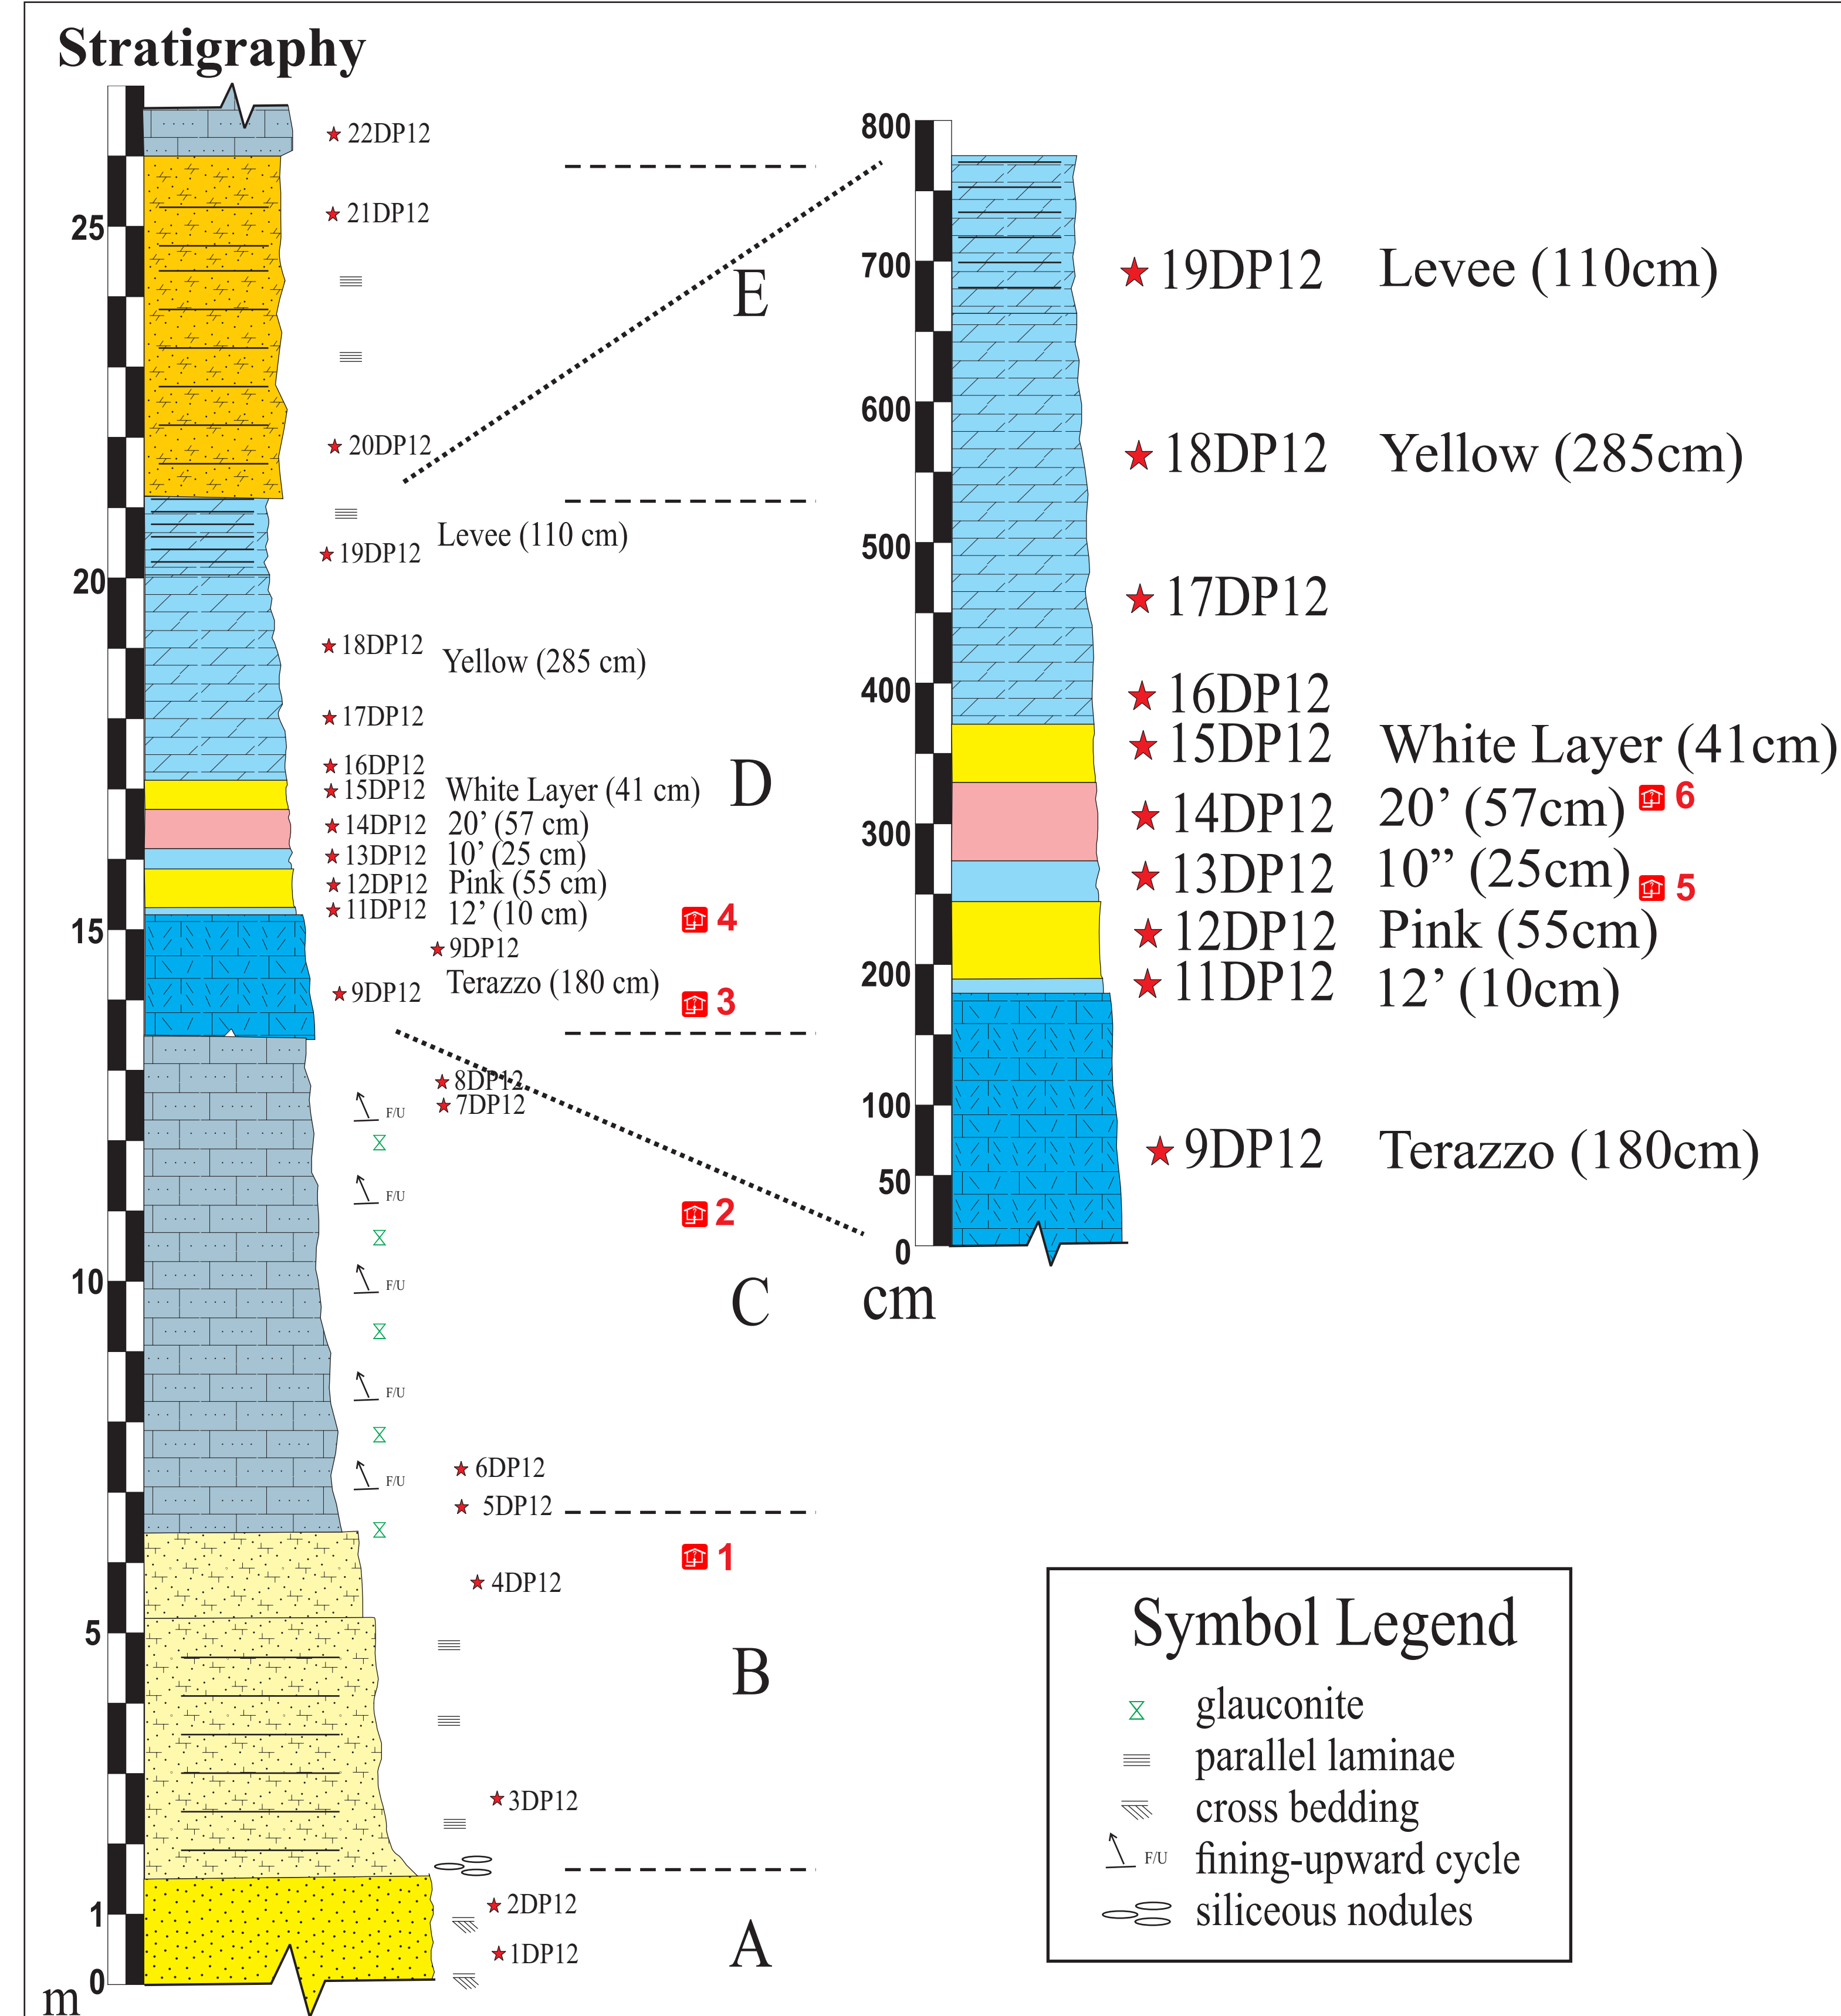 Stratigraphy
22DP12
21DP12
25
E
20DP12
Levee (110 cm)
19DP12
20
18DP12
Yellow (285 cm)
17DP12
16DP12
15DP12 White Layer (41 cm)
D
14DP12 20’ (57 cm)
13DP12 10’ (25 cm)
12DP12 Pink (55 cm)
11DP12 12’ (10 cm)
4
15
9DP12
9DP12 Terazzo (180 cm)
3
8DP12
7DP12
F/U
F/U
2
10
F/U
C
F/U
6DP12
F/U
5DP12
1
4DP12
5
B
3DP12
2DP12
1
A
1DP12
0
m
800
700
19DP12 Levee (110cm)
600
18DP12 Yellow (285cm)
500
17DP12
400
16DP12
15DP12 White Layer (41cm)
300
14DP12 20’ (57cm) 6
13DP12 10” (25cm) 5
12DP12 Pink (55cm)
200
11DP12 12’ (10cm)
100
9DP12 Terazzo (180cm)
50
0
cm
Symbol Legend
glauconite
parallel laminae
cross bedding
F/U fining-upward cycle
siliceous nodules